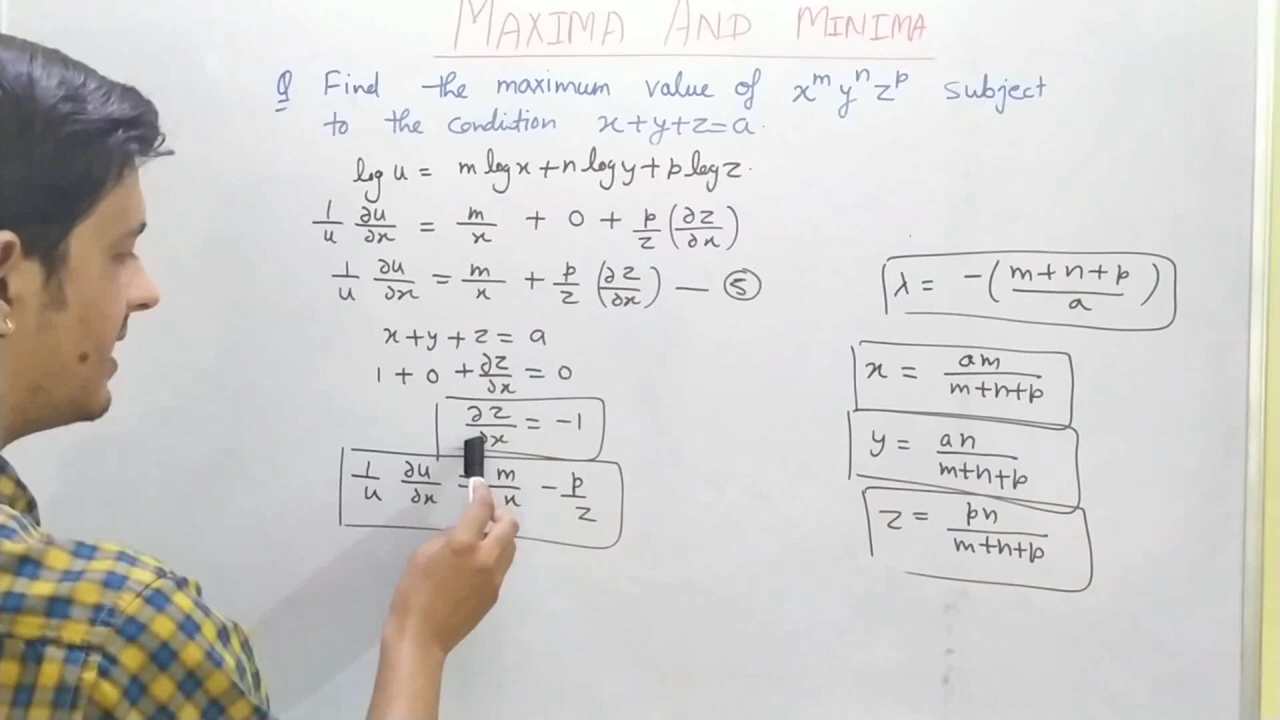 MAXIMA AND MINIMA
Q Find the maximum value of x^m y^n z^p subject
to the condition x+y+z=a.
log u = m log x + n log y + p log z.
1/u ∂u/∂x = m/x + 0 + p/z (∂z/∂x)
1/u ∂u/∂x = m/x + p/z (∂z/∂x) — ⑤
x + y + z = a
1 + 0 + ∂z/∂x = 0
∂z/∂x = -1
1/u ∂u/∂x = m/x - p/z
λ = -((m+n+p)/a)
x = am/(m+n+p)
y = an/(m+n+p)
z = pn/(m+n+p)